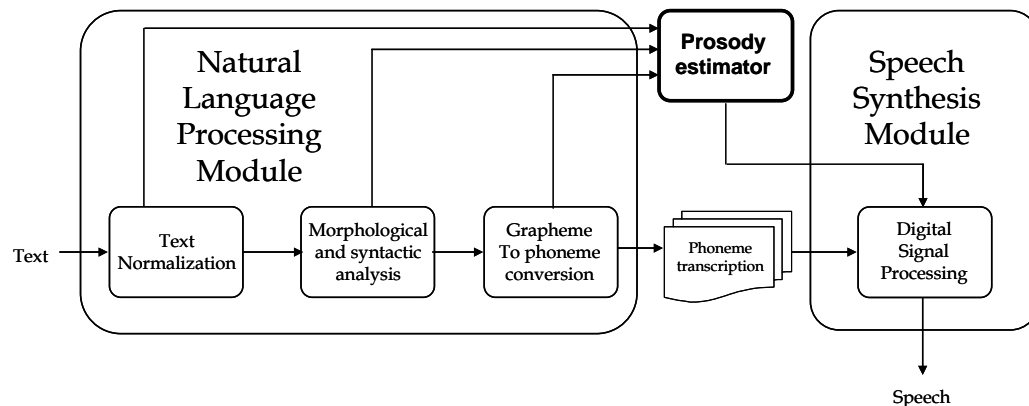 Natural
Language
Processing
Module
Prosody
estimator
Speech
Synthesis
Module
Text
Text
Normalization
Morphological
and syntactic
analysis
Grapheme
To phoneme
conversion
Phoneme
transcription
Digital
Signal
Processing
Speech